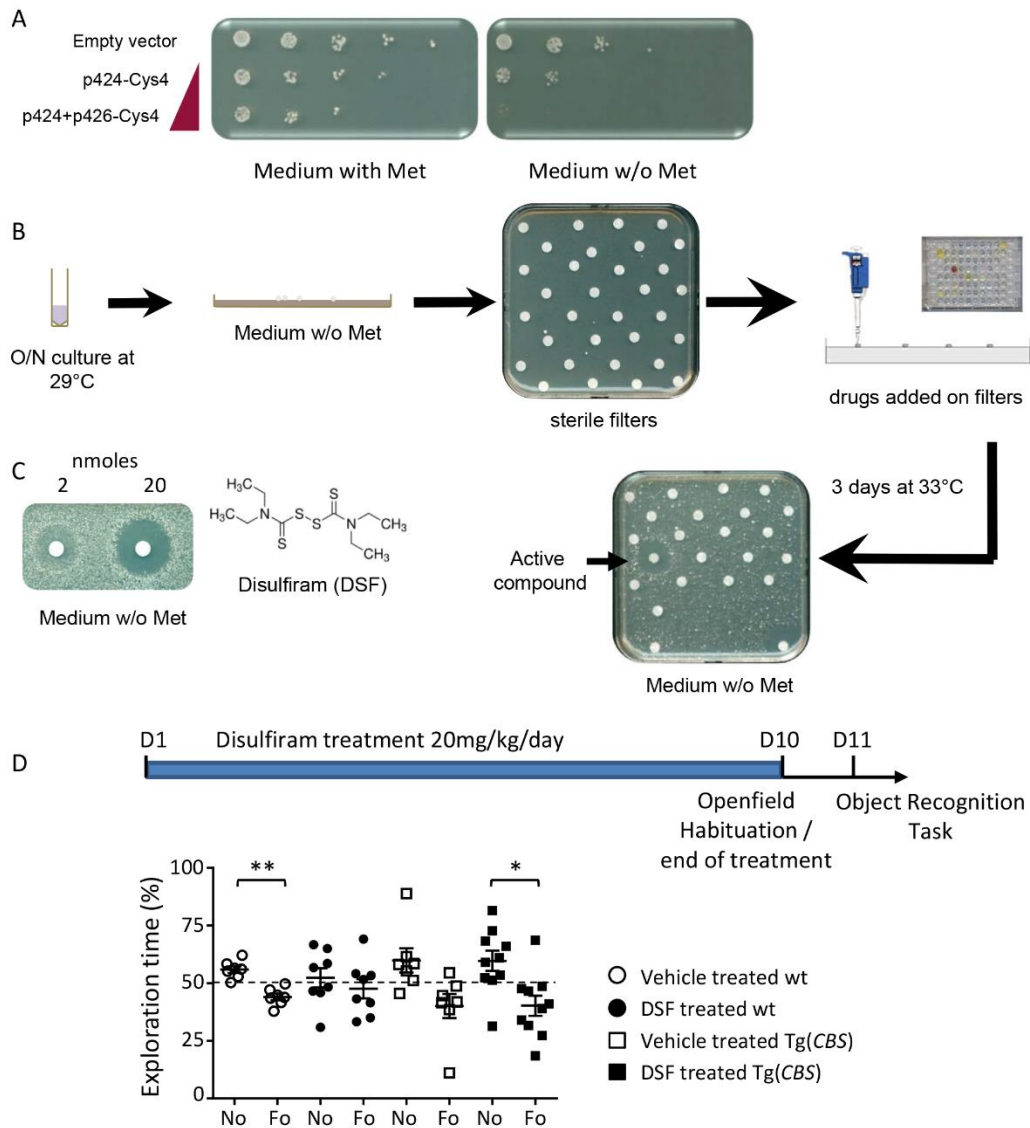 A
Empty vector
p424-Cys4
p424+p426-Cys4
Medium with Met
Medium w/o Met
B
O/N culture at
29°C
Medium w/o Met
sterile filters
drugs added on filters
3 days at 33°C
C
nmoles
2 20
Medium w/o Met
H₃C
H₃C
N
S
S
S
S
N
CH₃
CH₃
Disulfiram (DSF)
Active
compound
Medium w/o Met
D
D1 Disulfiram treatment 20mg/kg/day D10 D11
Openfield
Habituation /
end of treatment
Object Recognition
Task
Exploration time (%)
100
75
50
25
0
** *
No Fo No Fo No Fo No Fo
Vehicle treated wt
DSF treated wt
Vehicle treated Tg(CBS)
DSF treated Tg(CBS)